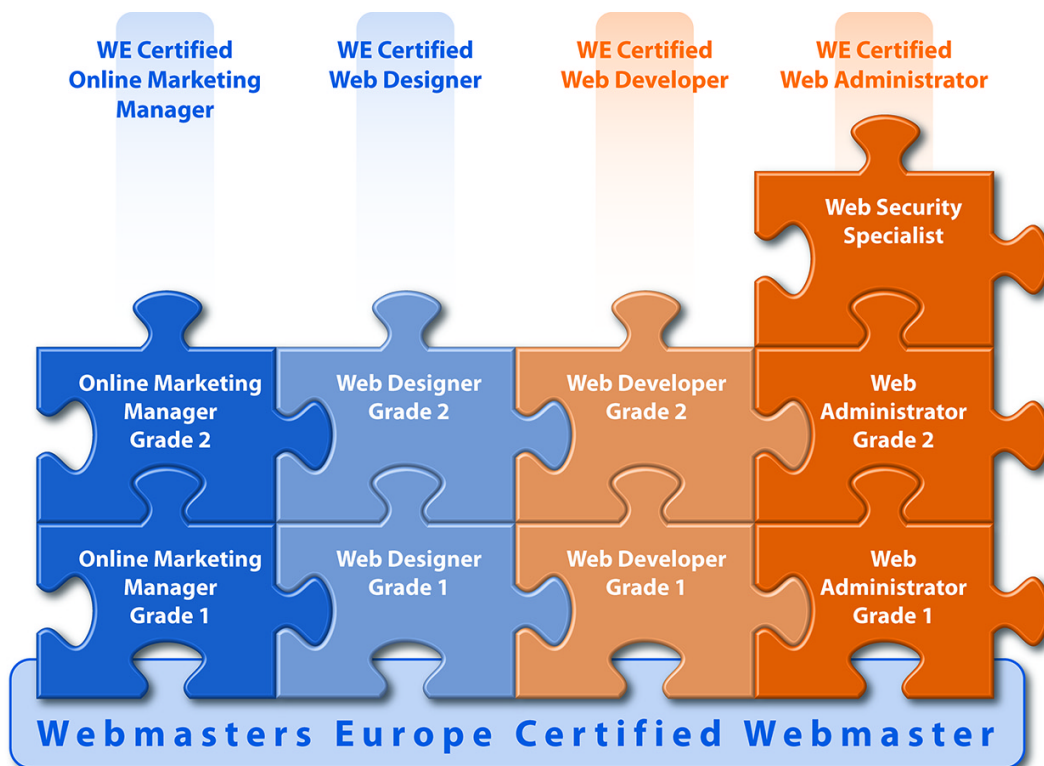 WE Certified
Online Marketing
Manager
WE Certified
Web Designer
WE Certified
Web Developer
WE Certified
Web Administrator
Web Security
Specialist
Online Marketing
Manager
Grade 2
Web Designer
Grade 2
Web Developer
Grade 2
Web
Administrator
Grade 2
Online Marketing
Manager
Grade 1
Web Designer
Grade 1
Web Developer
Grade 1
Web
Administrator
Grade 1
Webmasters Europe Certified Webmaster